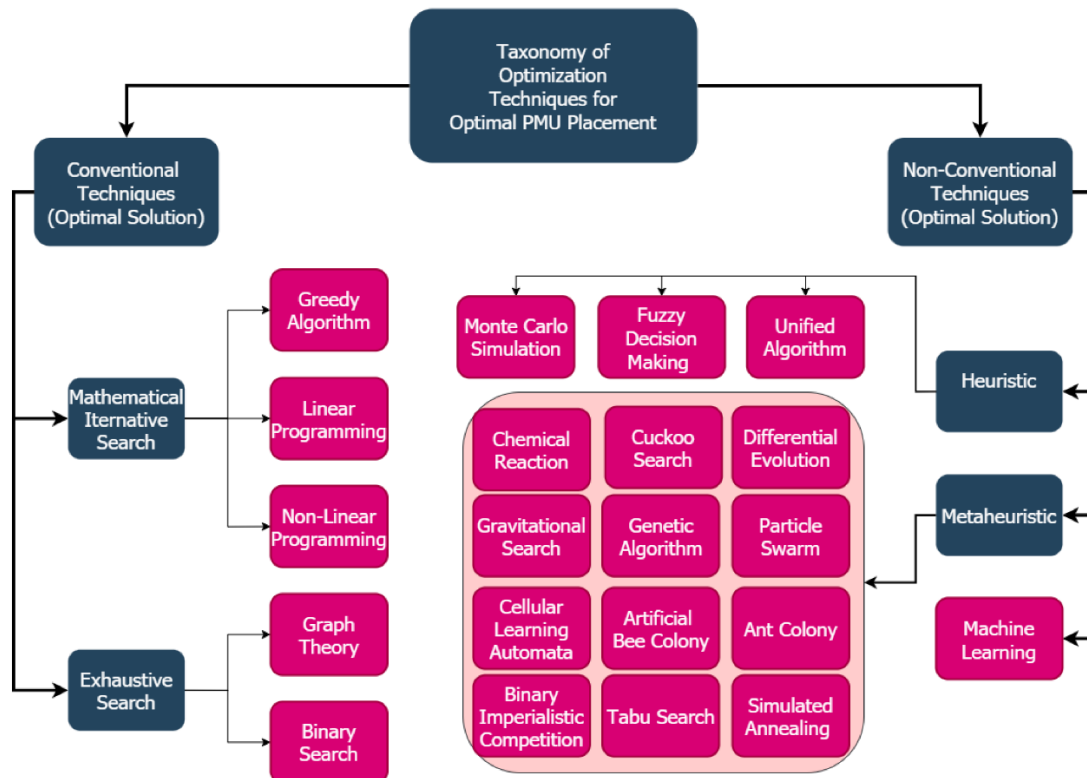 Taxonomy of
Optimization
Techniques for
Optimal PMU Placement
Conventional
Techniques
(Optimal Solution)
Non-Conventional
Techniques
(Optimal Solution)
Greedy
Algorithm
Mathematical
Iternative
Search
Linear
Programming
Non-Linear
Programming
Graph
Theory
Exhaustive
Search
Binary
Search
Monte Carlo
Simulation
Fuzzy
Decision
Making
Unified
Algorithm
Heuristic
Chemical
Reaction
Cuckoo
Search
Differential
Evolution
Gravitational
Search
Genetic
Algorithm
Particle
Swarm
Metaheuristic
Cellular
Learning
Automata
Artificial
Bee Colony
Ant Colony
Machine
Learning
Binary
Imperialistic
Competition
Tabu Search
Simulated
Annealing